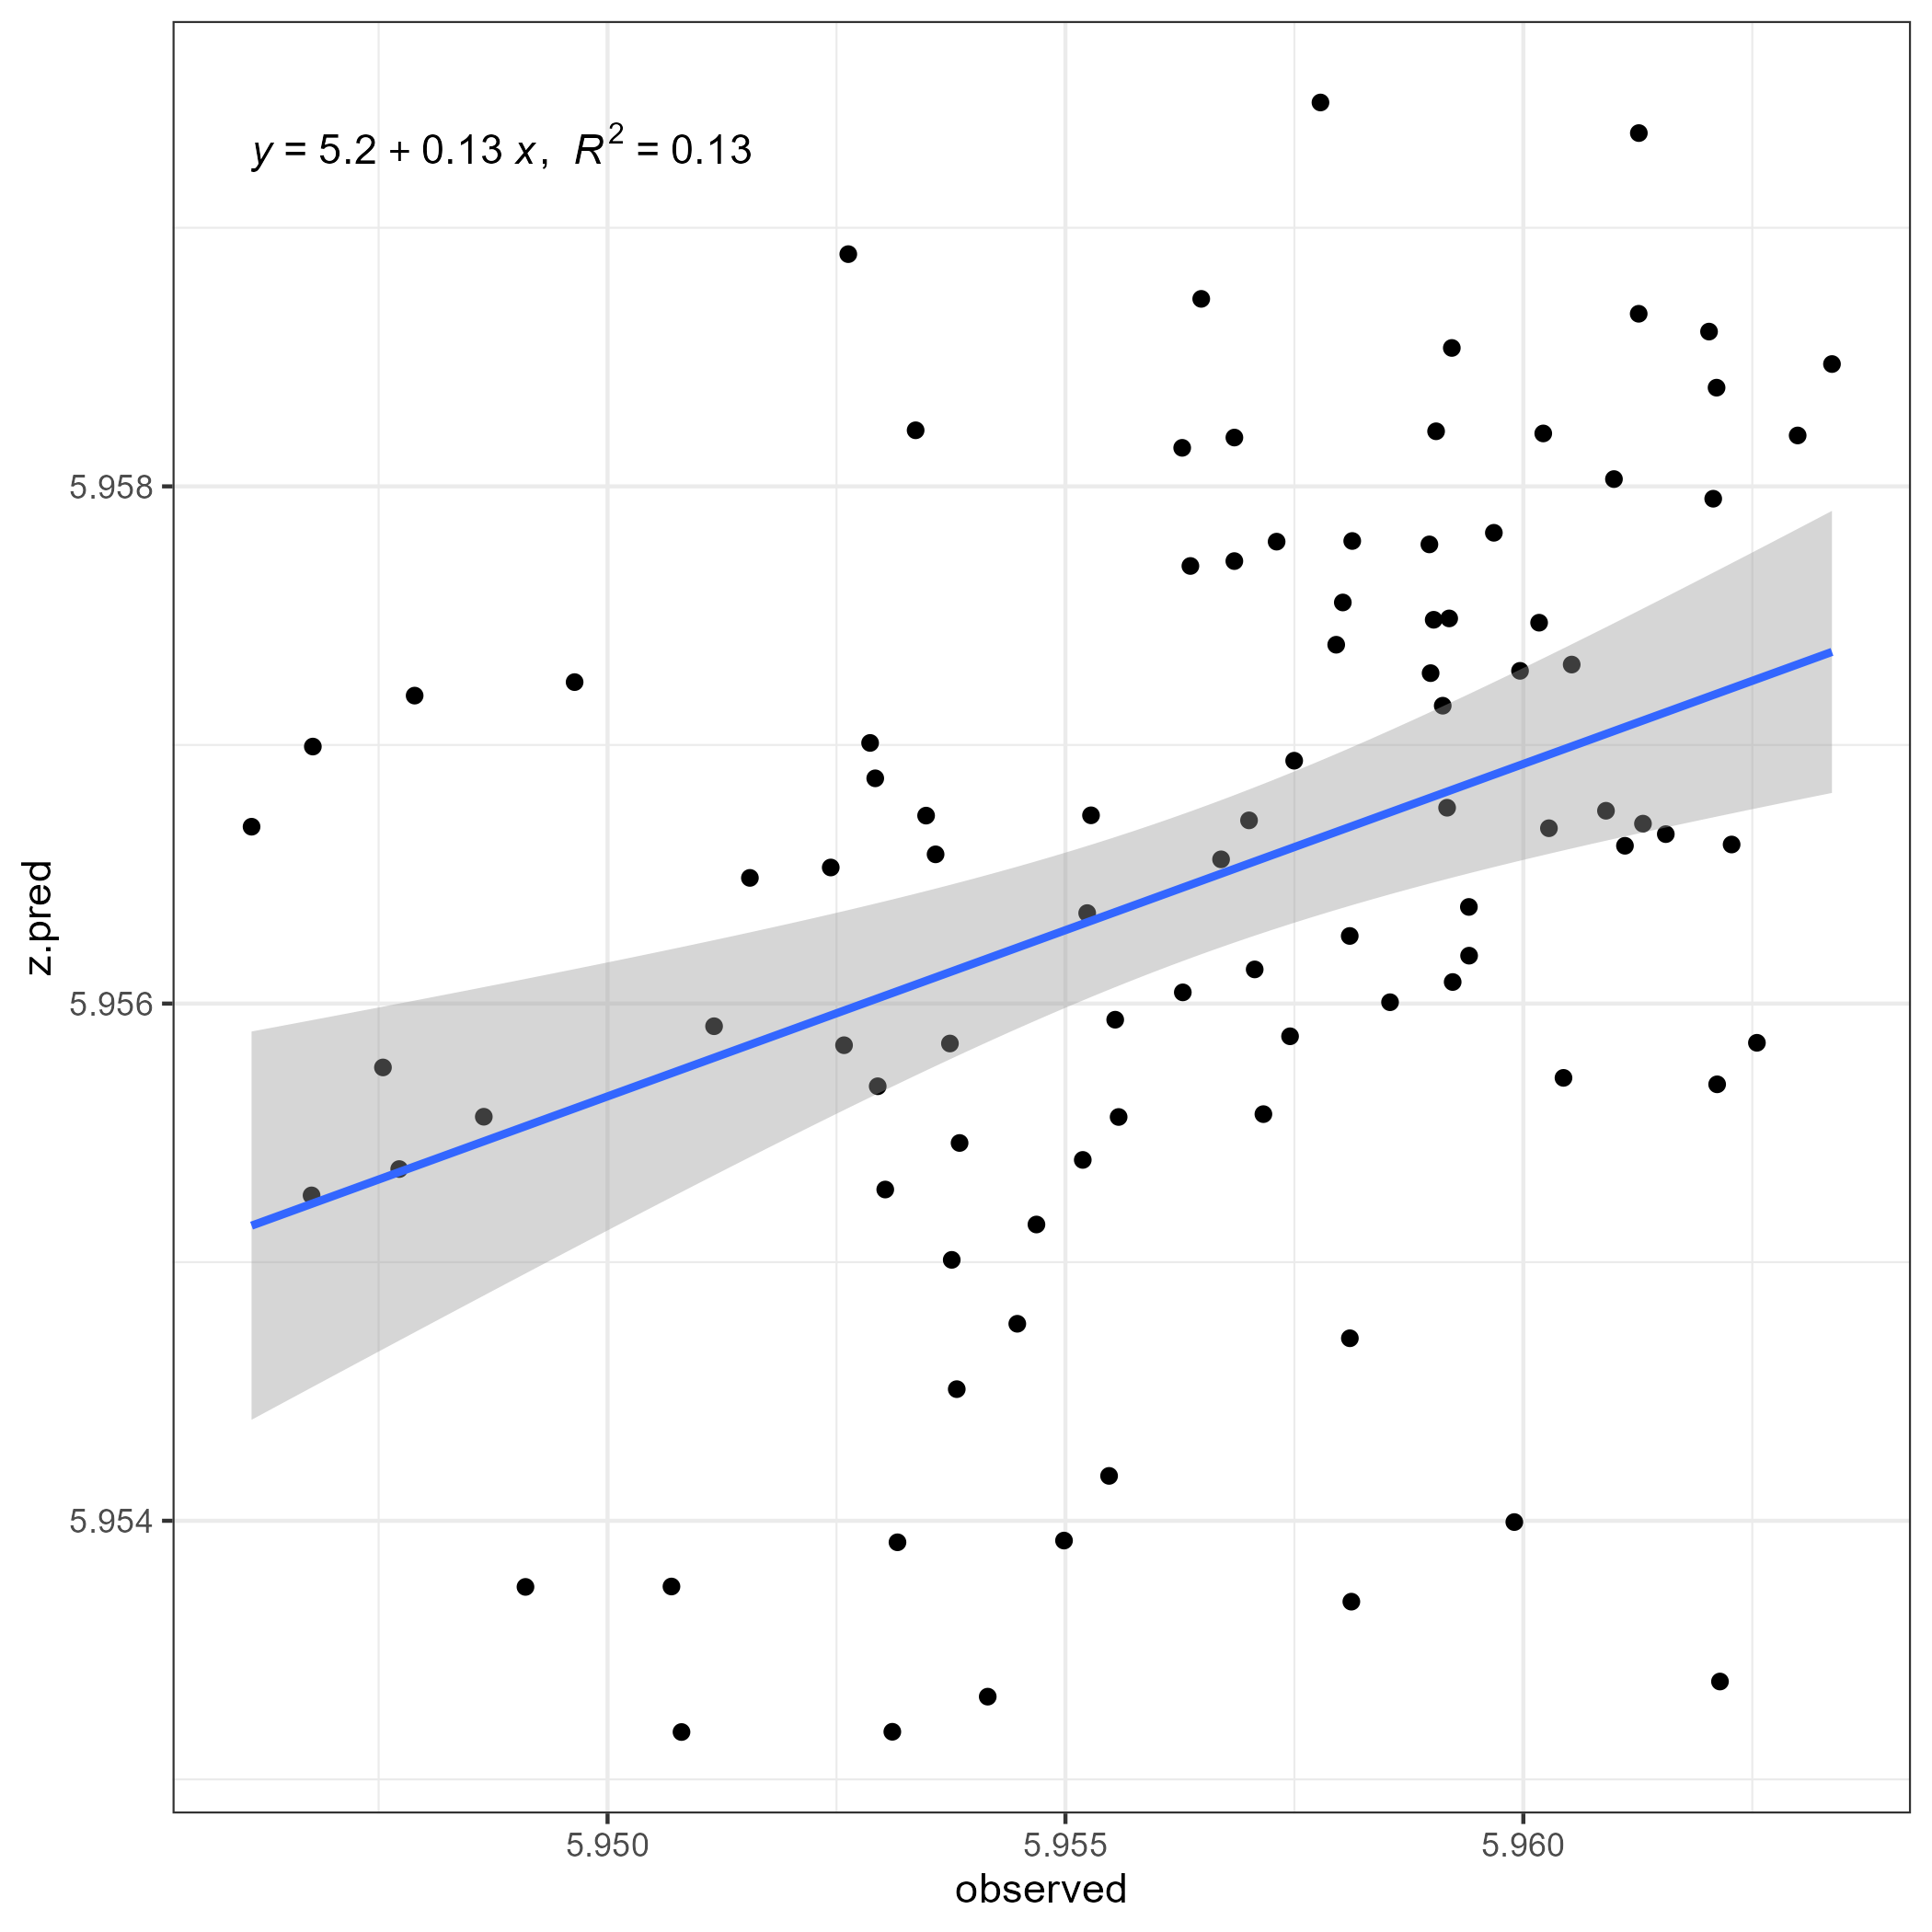 y = 5.2 + 0.13 x, R² = 0.13
z.pred
5.958
5.956
5.954
5.950 5.955 5.960
observed